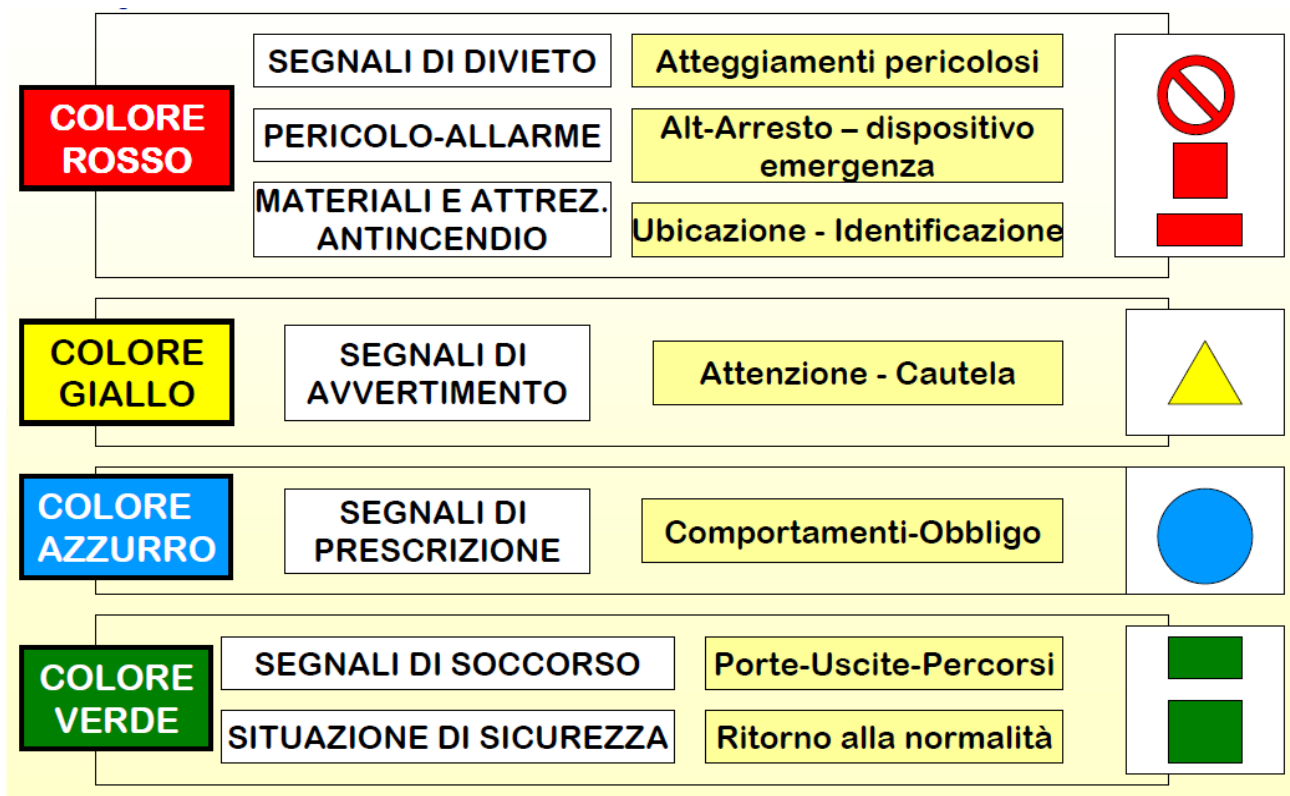 COLORE
ROSSO
SEGNALI DI DIVIETO
Atteggiamenti pericolosi
PERICOLO-ALLARME
Alt-Arresto – dispositivo
emergenza
MATERIALI E ATTREZ.
ANTINCENDIO
Ubicazione - Identificazione
COLORE
GIALLO
SEGNALI DI
AVVERTIMENTO
Attenzione - Cautela
COLORE
AZZURRO
SEGNALI DI
PRESCRIZIONE
Comportamenti-Obbligo
COLORE
VERDE
SEGNALI DI SOCCORSO
Porte-Uscite-Percorsi
SITUAZIONE DI SICUREZZA
Ritorno alla normalità